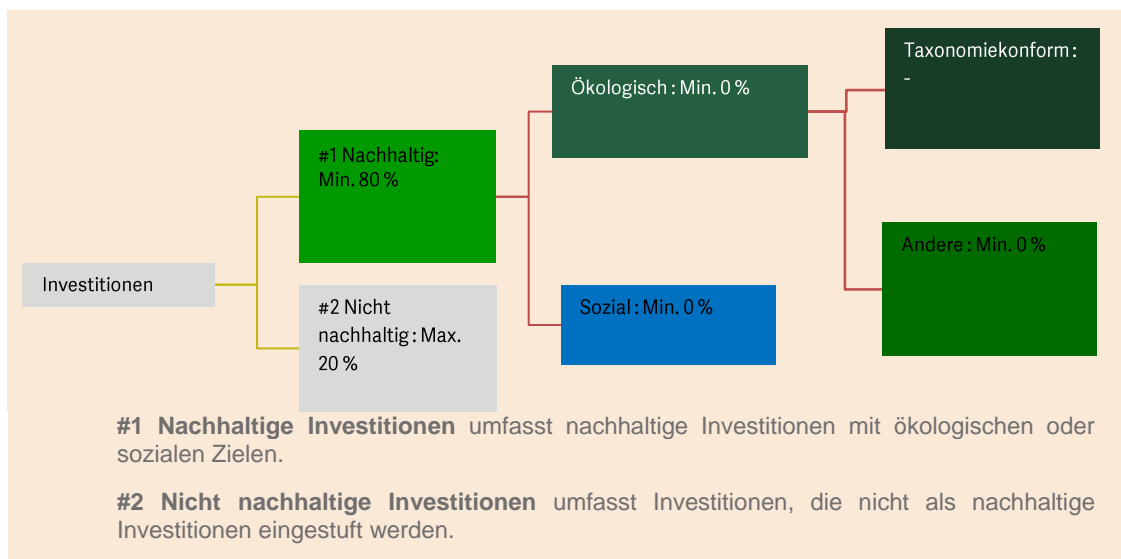 Investitionen
#1 Nachhaltig:
Min. 80 %
#2 Nicht
nachhaltig : Max.
20 %
Ökologisch : Min. 0 %
Sozial : Min. 0 %
Taxonomiekonform :
-
Andere : Min. 0 %
#1 Nachhaltige Investitionen umfasst nachhaltige Investitionen mit ökologischen oder
sozialen Zielen.
#2 Nicht nachhaltige Investitionen umfasst Investitionen, die nicht als nachhaltige
Investitionen eingestuft werden.